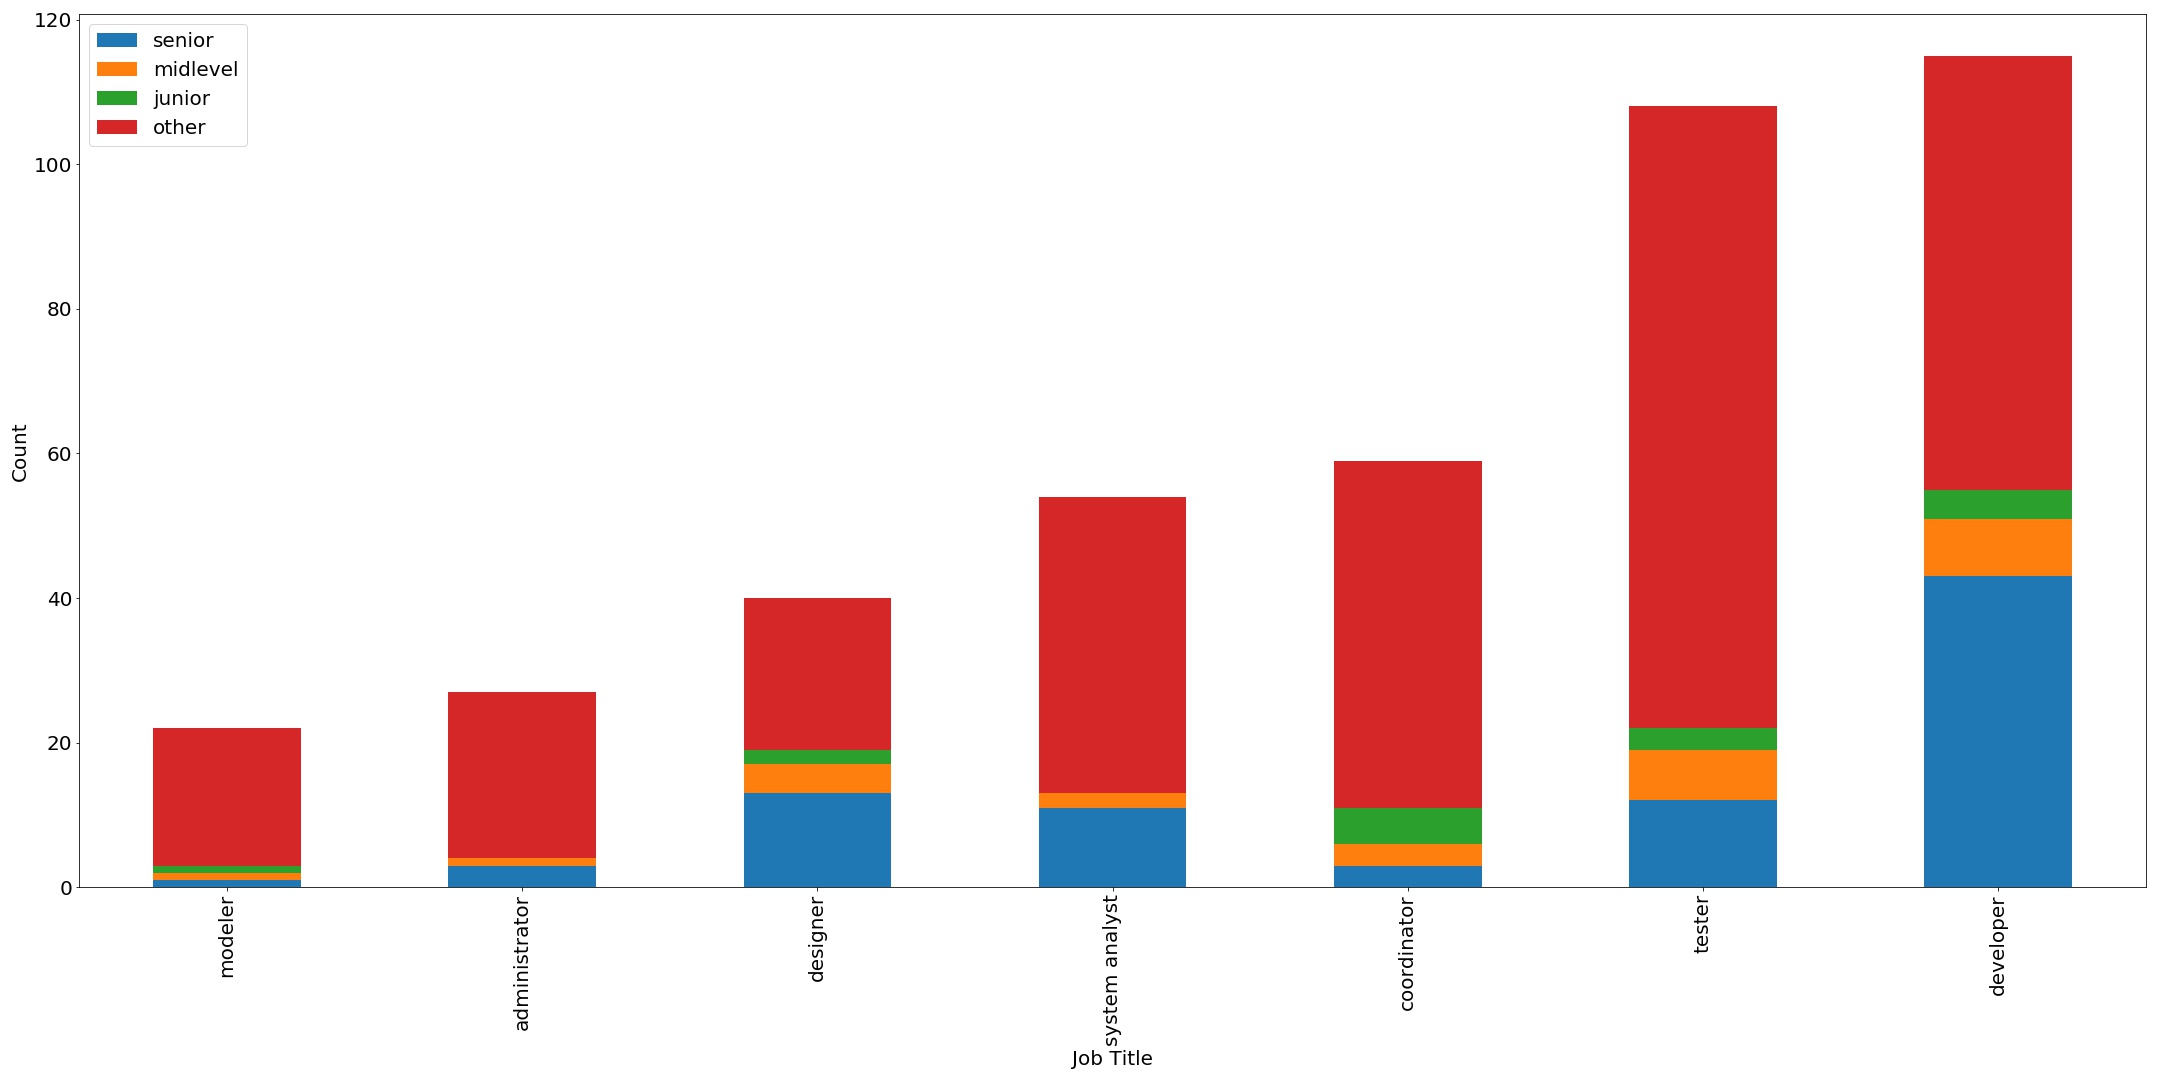 120
100
80
60
40
20
0
Count
senior
midlevel
junior
other
modeler
administrator
designer
system analyst
coordinator
tester
developer
Job Title